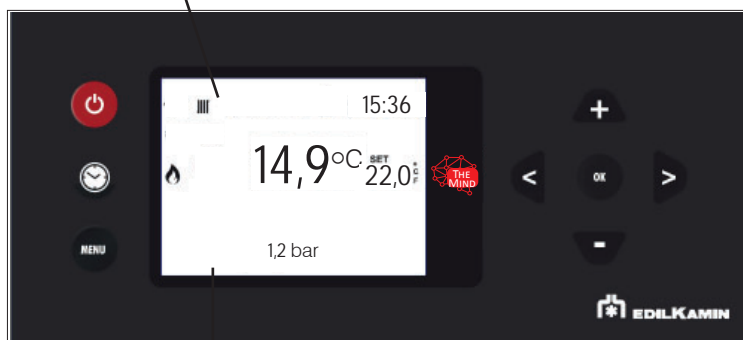 15:36
14,9°C SET 22,0 °C°F
THE MIND
< OK >
+
-
MENU
1,2 bar
EDILKAMIN